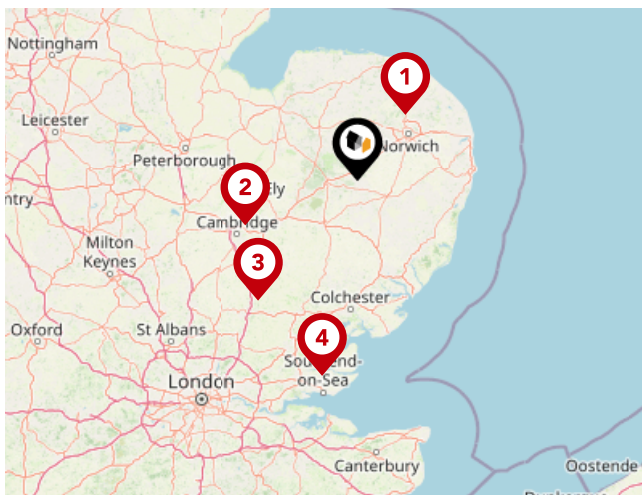 Nottingham
1
Leicester
Norwich
Peterborough
2
Ely
ntry
Cambridge
Milton
Keynes
3
Colchester
Oxford
St Albans
4
Southend-
on-Sea
London
Canterbury
Oostende